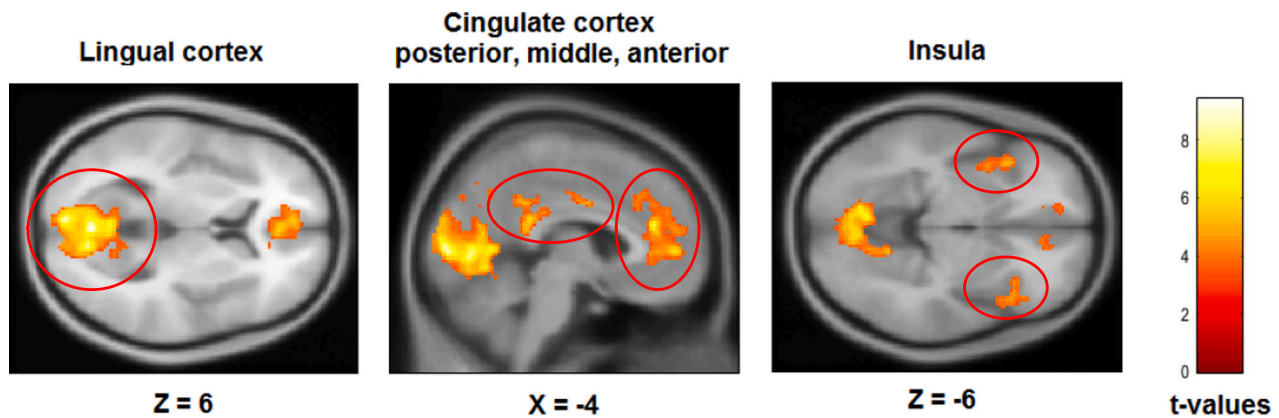 Lingual cortex
Cingulate cortex
posterior, middle, anterior
Insula
8
6
4
2
0
Z = 6
X = -4
Z = -6
t-values